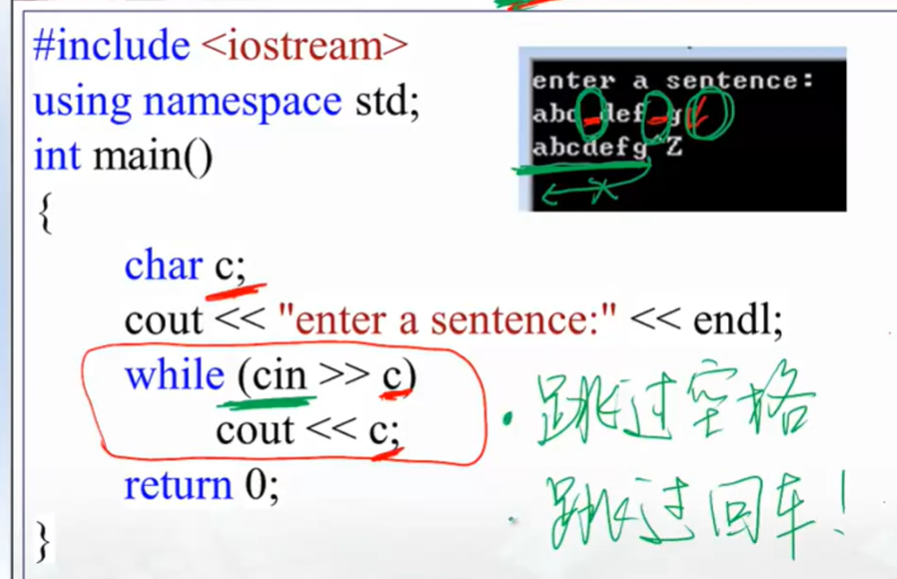 #include <iostream>
using namespace std;
int main()
{
char c;
cout << "enter a sentence:" << endl;
while (cin >> c)
cout << c;
return 0;
}
enter a sentence:
abc def g
abcdefg^Z
· 跳过空格
· 跳过回车!